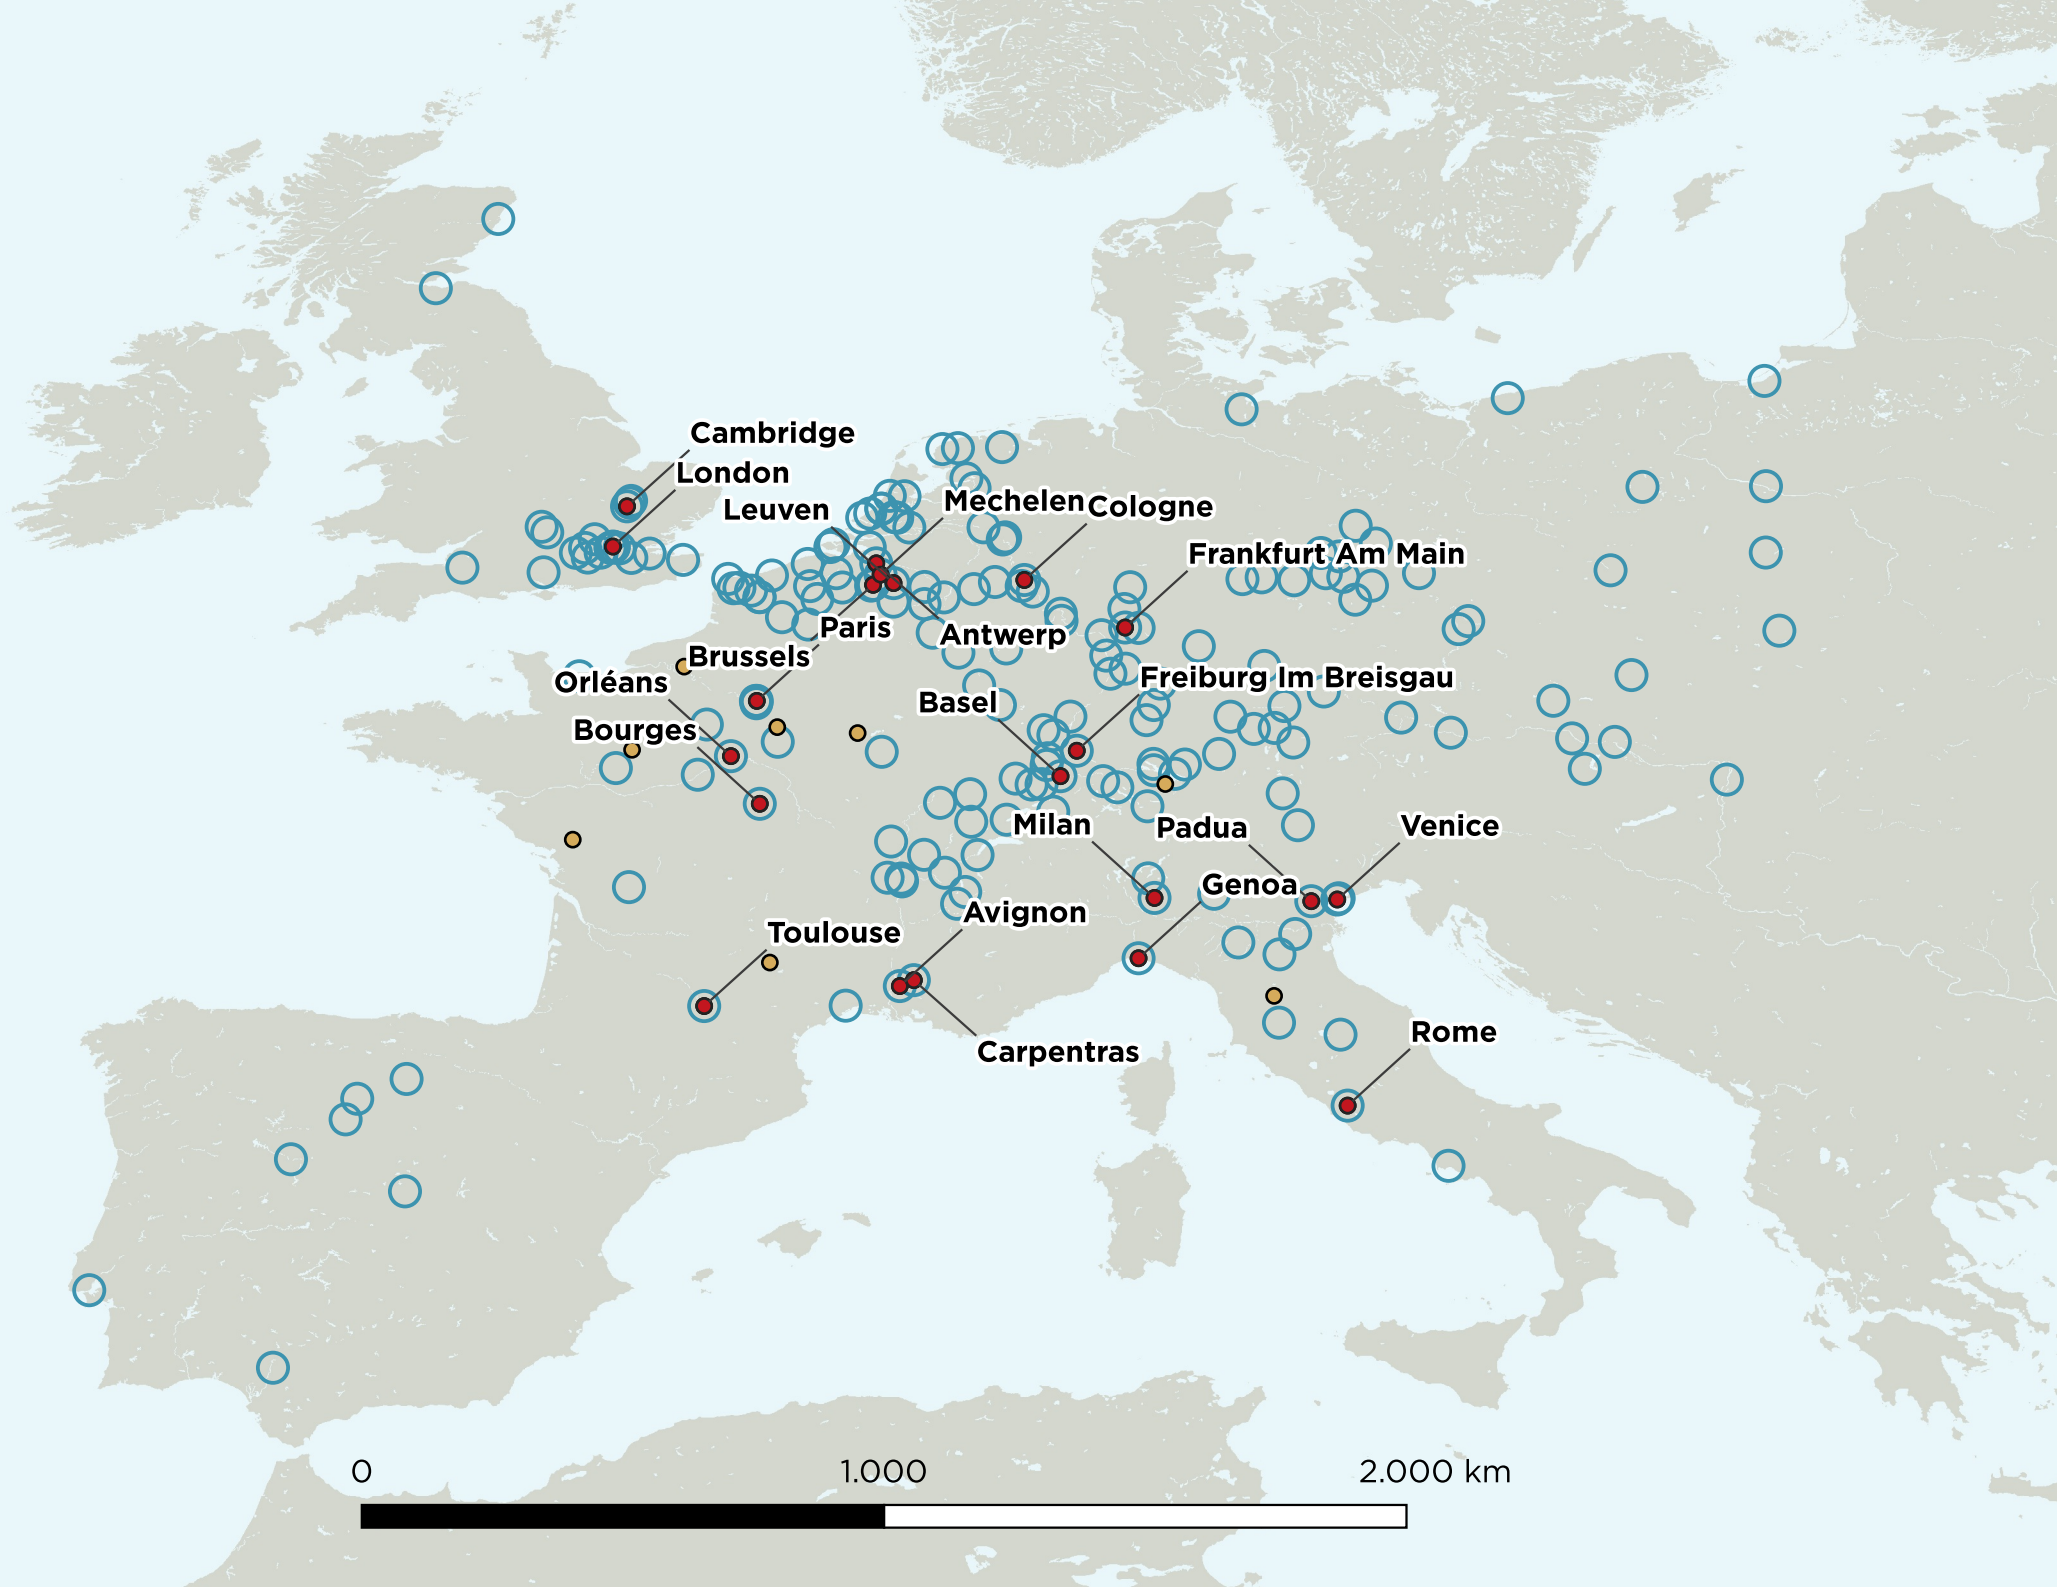 Cambridge
London
Leuven
Mechelen
Cologne
Frankfurt Am Main
Paris
Antwerp
Brussels
Orléans
Freiburg Im Breisgau
Basel
Bourges
Milan
Padua
Venice
Genoa
Avignon
Toulouse
Rome
Carpentras
0
1.000
2.000 km